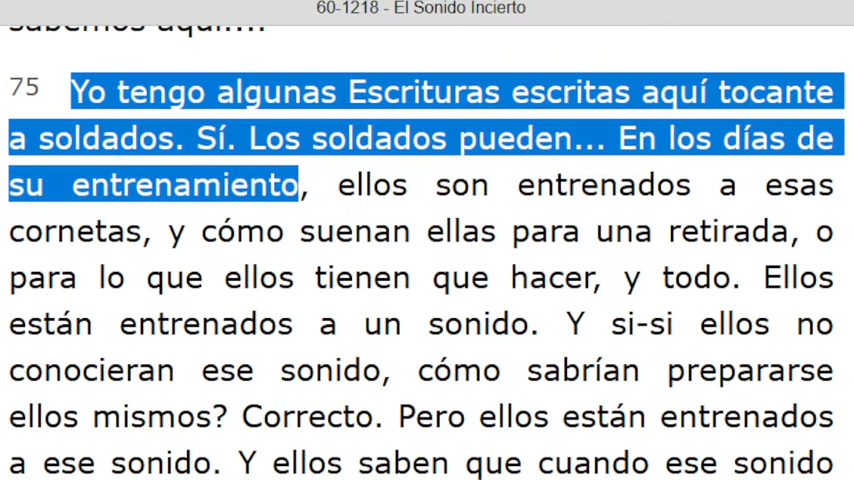 60-1218 - El Sonido Incierto
sabemos aquí....
75 Yo tengo algunas Escrituras escritas aquí tocante
a soldados. Sí. Los soldados pueden... En los días de
su entrenamiento, ellos son entrenados a esas
cornetas, y cómo suenan ellas para una retirada, o
para lo que ellos tienen que hacer, y todo. Ellos
están entrenados a un sonido. Y si-si ellos no
conocieran ese sonido, cómo sabrían prepararse
ellos mismos? Correcto. Pero ellos están entrenados
a ese sonido. Y ellos saben que cuando ese sonido